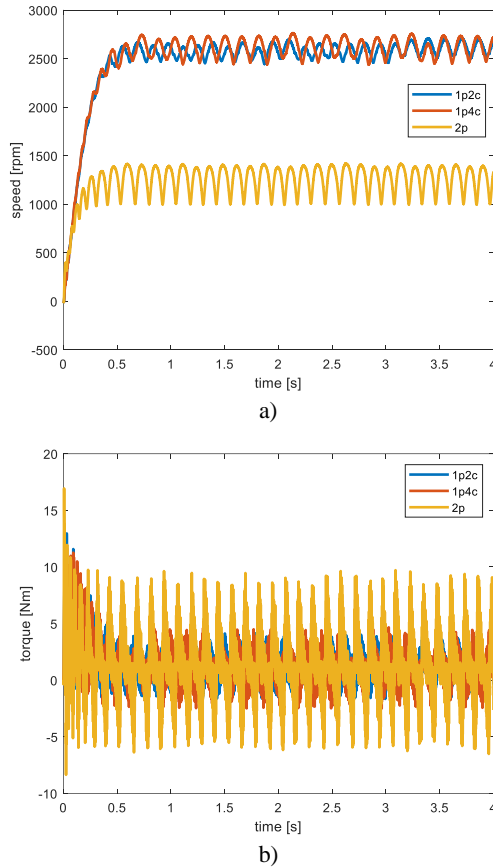 3000
2500
2000
1500
1000
500
0
-500
speed [rpm]
1p2c
1p4c
2p
0 0.5 1 1.5 2 2.5 3 3.5 4
time [s]
a)
20
15
10
5
0
-5
-10
torque [Nm]
1p2c
1p4c
2p
0 0.5 1 1.5 2 2.5 3 3.5 4
time [s]
b)